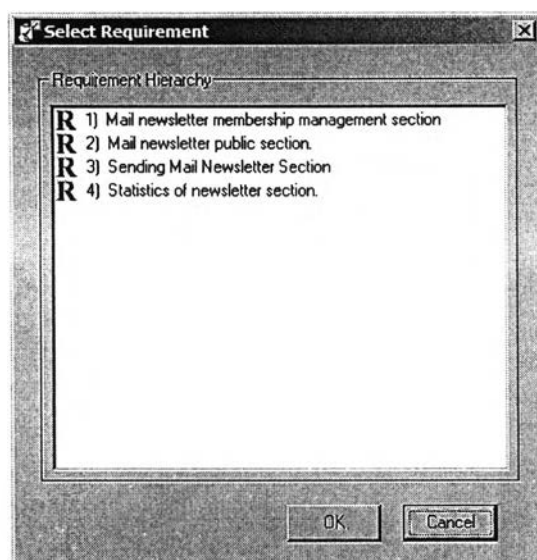 Select Requirement
Requirement Hierarchy
R 1) Mail newsletter membership management section
R 2) Mail newsletter public section.
R 3) Sending Mail Newsletter Section
R 4) Statistics of newsletter section.
OK
Cancel